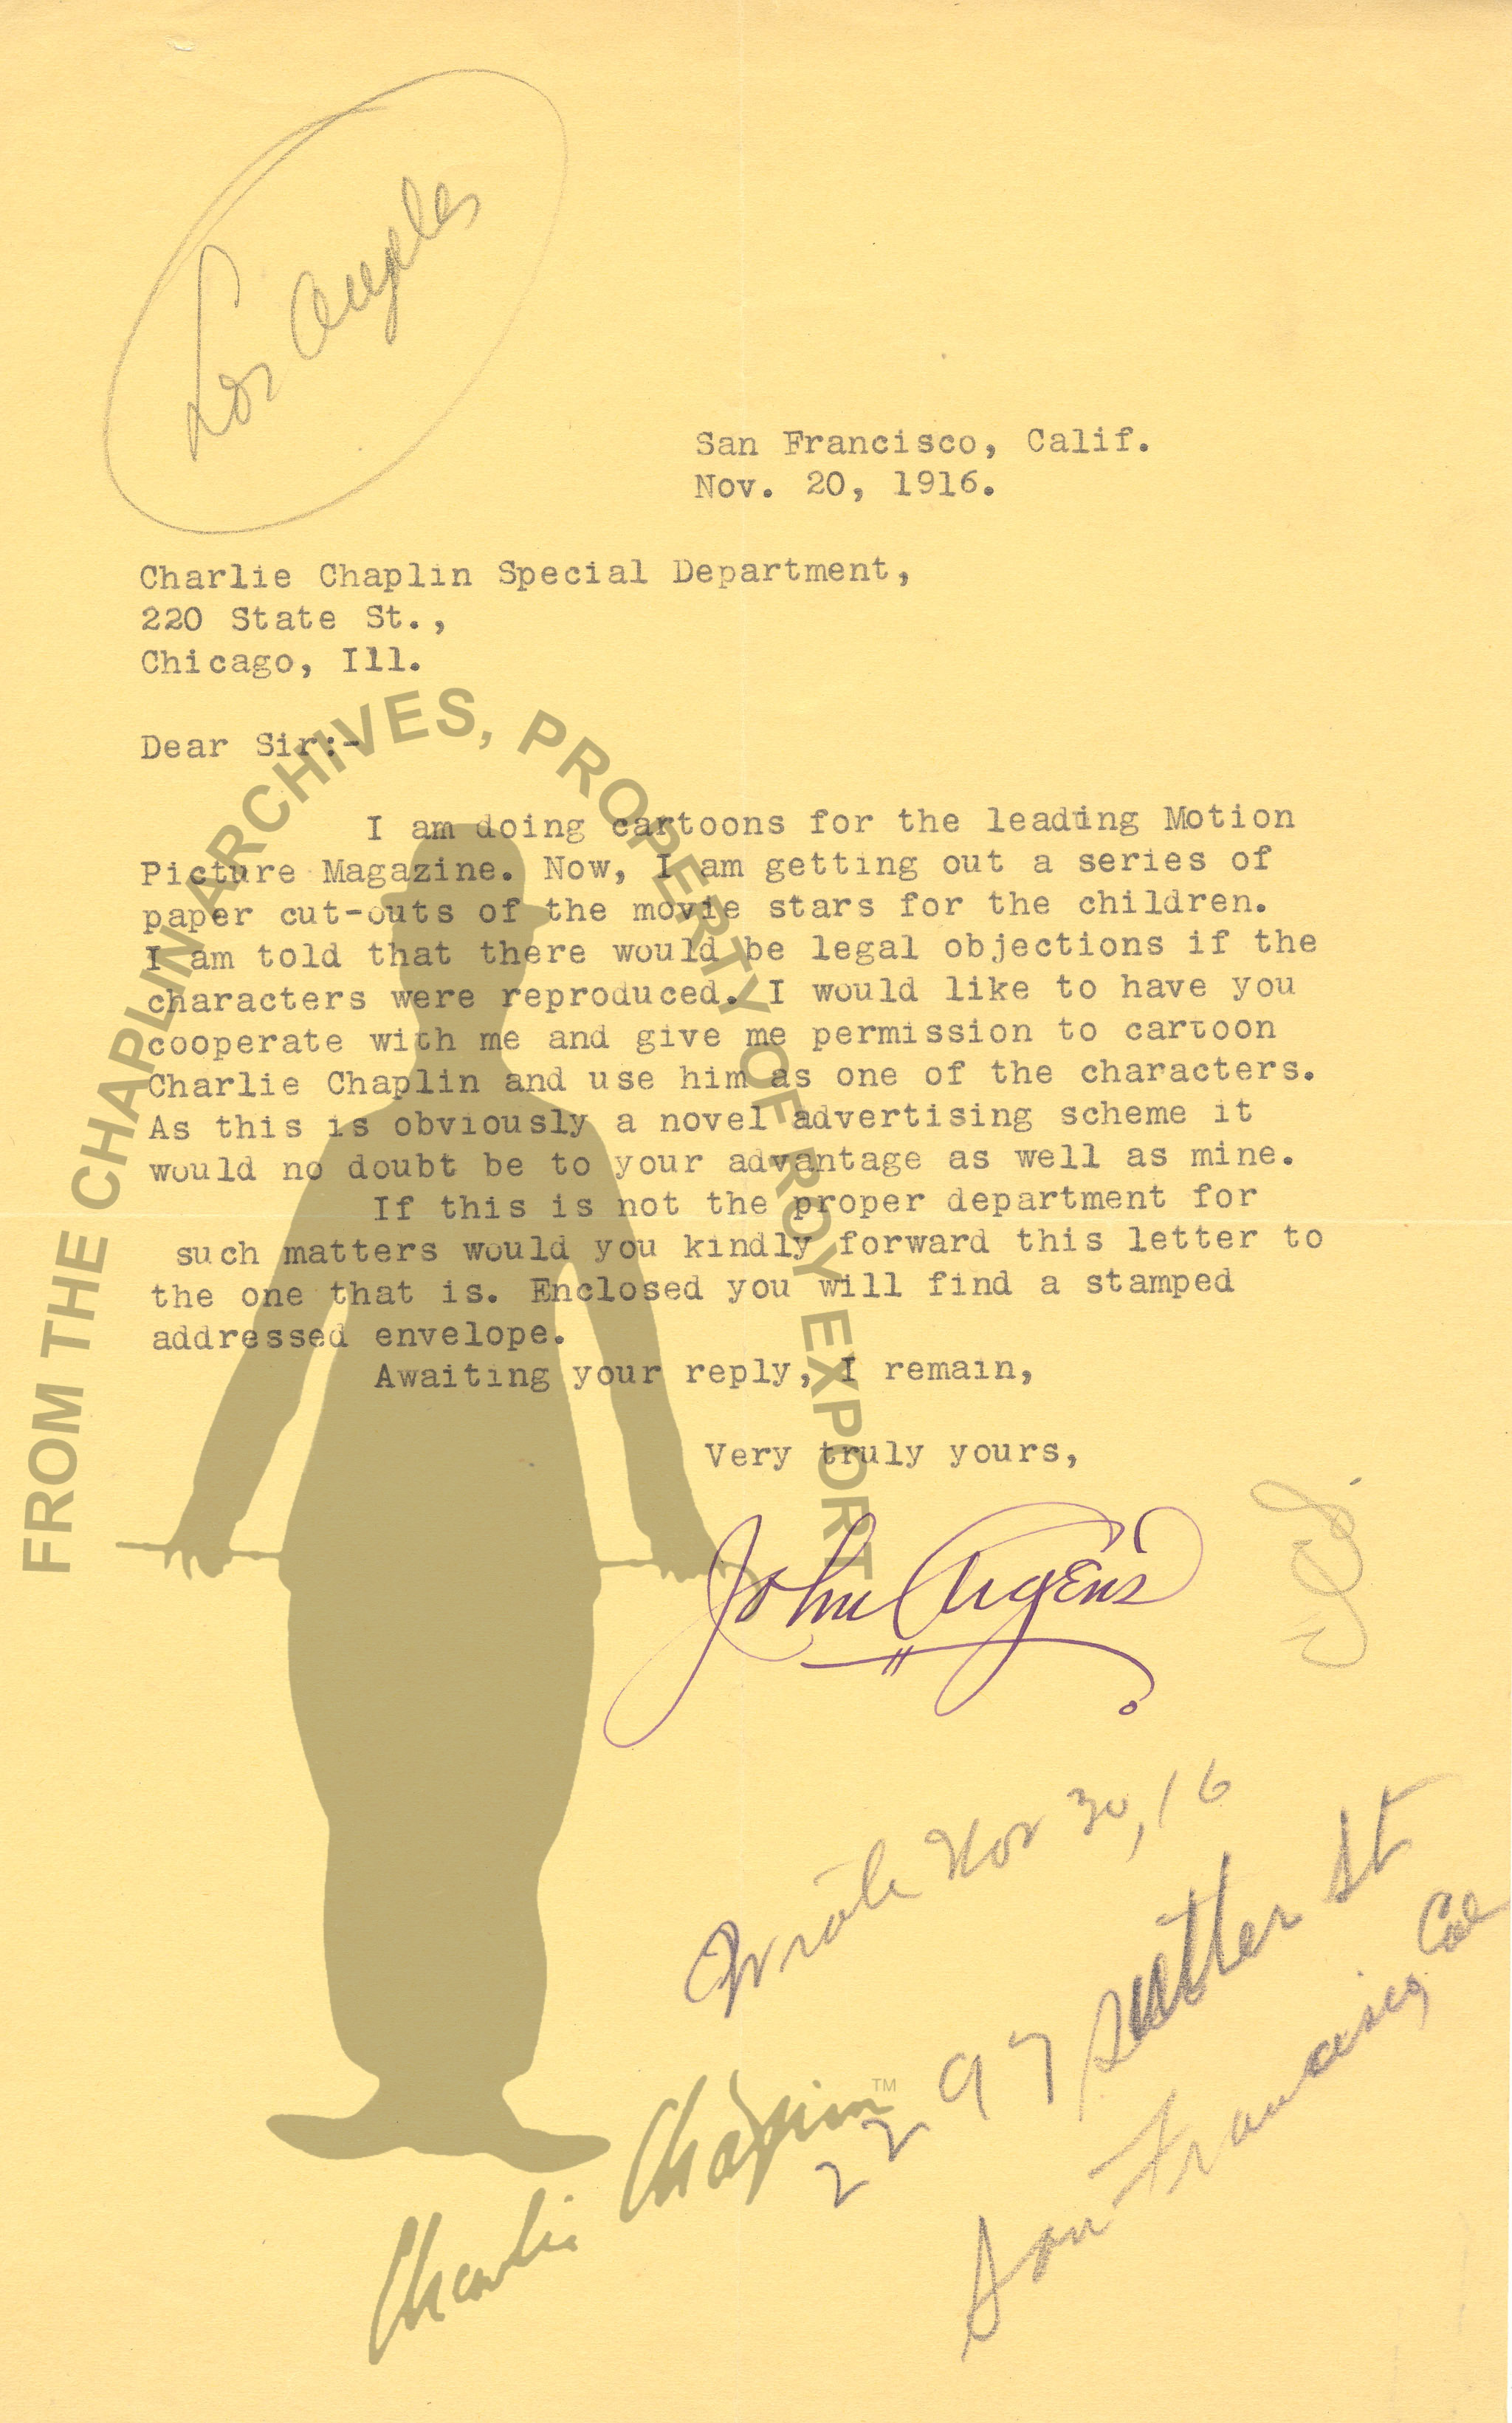 Los Angeles
San Francisco, Calif.
Nov. 20, 1916.
Charlie Chaplin Special Department,
220 State St.,
Chicago, Ill.
Dear Sir:-
I am doing cartoons for the leading Motion
Picture Magazine. Now, I am getting out a series of
paper cut-outs of the movie stars for the children.
I am told that there would be legal objections if the
characters were reproduced. I would like to have you
cooperate with me and give me permission to cartoon
Charlie Chaplin and use him as one of the characters.
As this is obviously a novel advertising scheme it
would no doubt be to your advantage as well as mine.
If this is not the proper department for
such matters would you kindly forward this letter to
the one that is. Enclosed you will find a stamped
addressed envelope.
Awaiting your reply, I remain,
Very truly yours,
John Argens
Wrote Nov 30, 16
2297 Sutter St
San Francisco, Cal
FROM THE CHAPLIN ARCHIVES, PROPERTY OF ROY EXPORT
Charlie Chaplin™